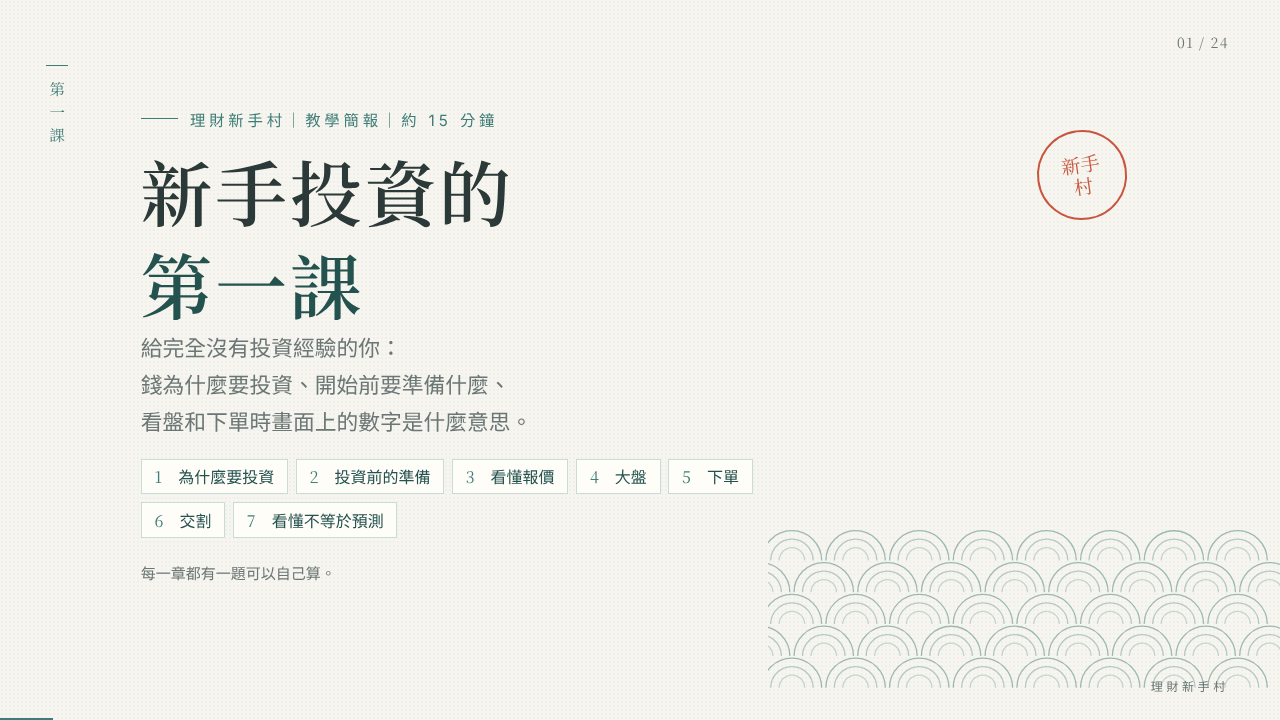 01 / 24
第一課
理財新手村｜教學簡報｜約 15 分鐘
新手投資的
第一課
新手
村
給完全沒有投資經驗的你：
錢為什麼要投資、開始前要準備什麼、
看盤和下單時畫面上的數字是什麼意思。
1 為什麼要投資 2 投資前的準備 3 看懂報價 4 大盤 5 下單
6 交割 7 看懂不等於預測
每一章都有一題可以自己算。
理財新手村